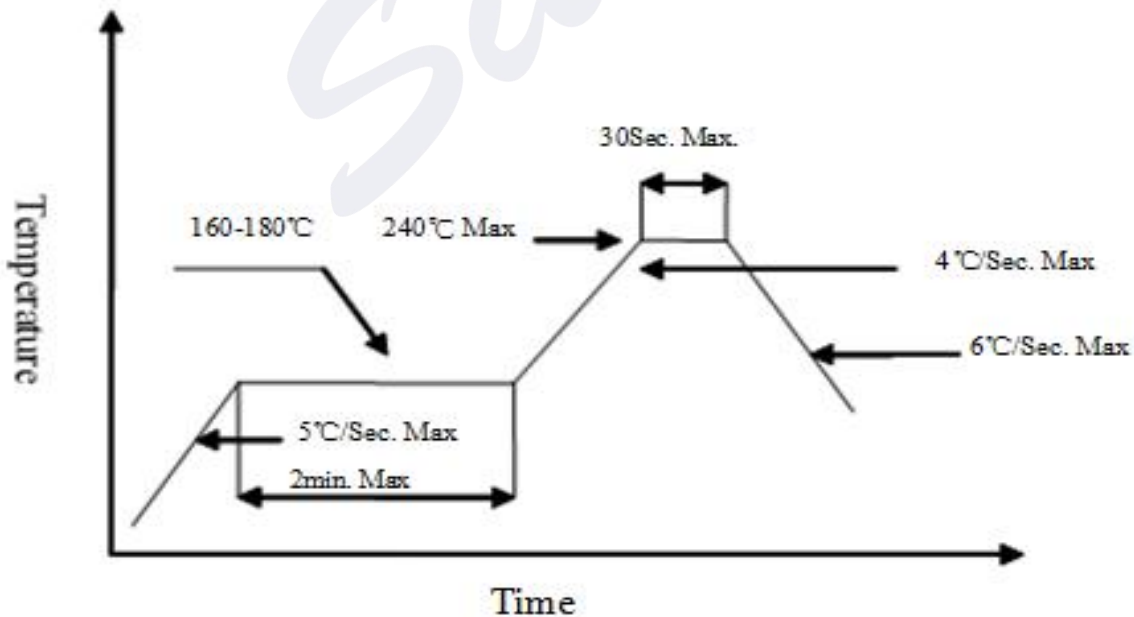 30Sec. Max.
160-180℃
240℃ Max
4℃/Sec. Max
6℃/Sec. Max
5℃/Sec. Max
2min. Max
Temperature
Time